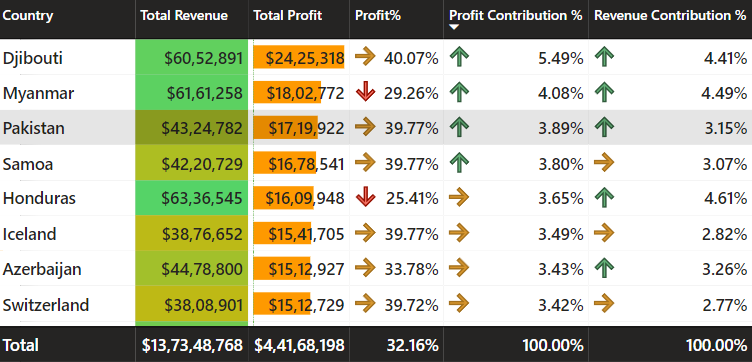 Country Total Revenue Total Profit Profit% Profit Contribution % Revenue Contribution %
Djibouti $60,52,891 $24,25,318 40.07% 5.49% 4.41%
Myanmar $61,61,258 $18,02,772 29.26% 4.08% 4.49%
Pakistan $43,24,782 $17,19,922 39.77% 3.89% 3.15%
Samoa $42,20,729 $16,78,541 39.77% 3.80% 3.07%
Honduras $63,36,545 $16,09,948 25.41% 3.65% 4.61%
Iceland $38,76,652 $15,41,705 39.77% 3.49% 2.82%
Azerbaijan $44,78,800 $15,12,927 33.78% 3.43% 3.26%
Switzerland $38,08,901 $15,12,729 39.72% 3.42% 2.77%
Total $13,73,48,768 $4,41,68,198 32.16% 100.00% 100.00%